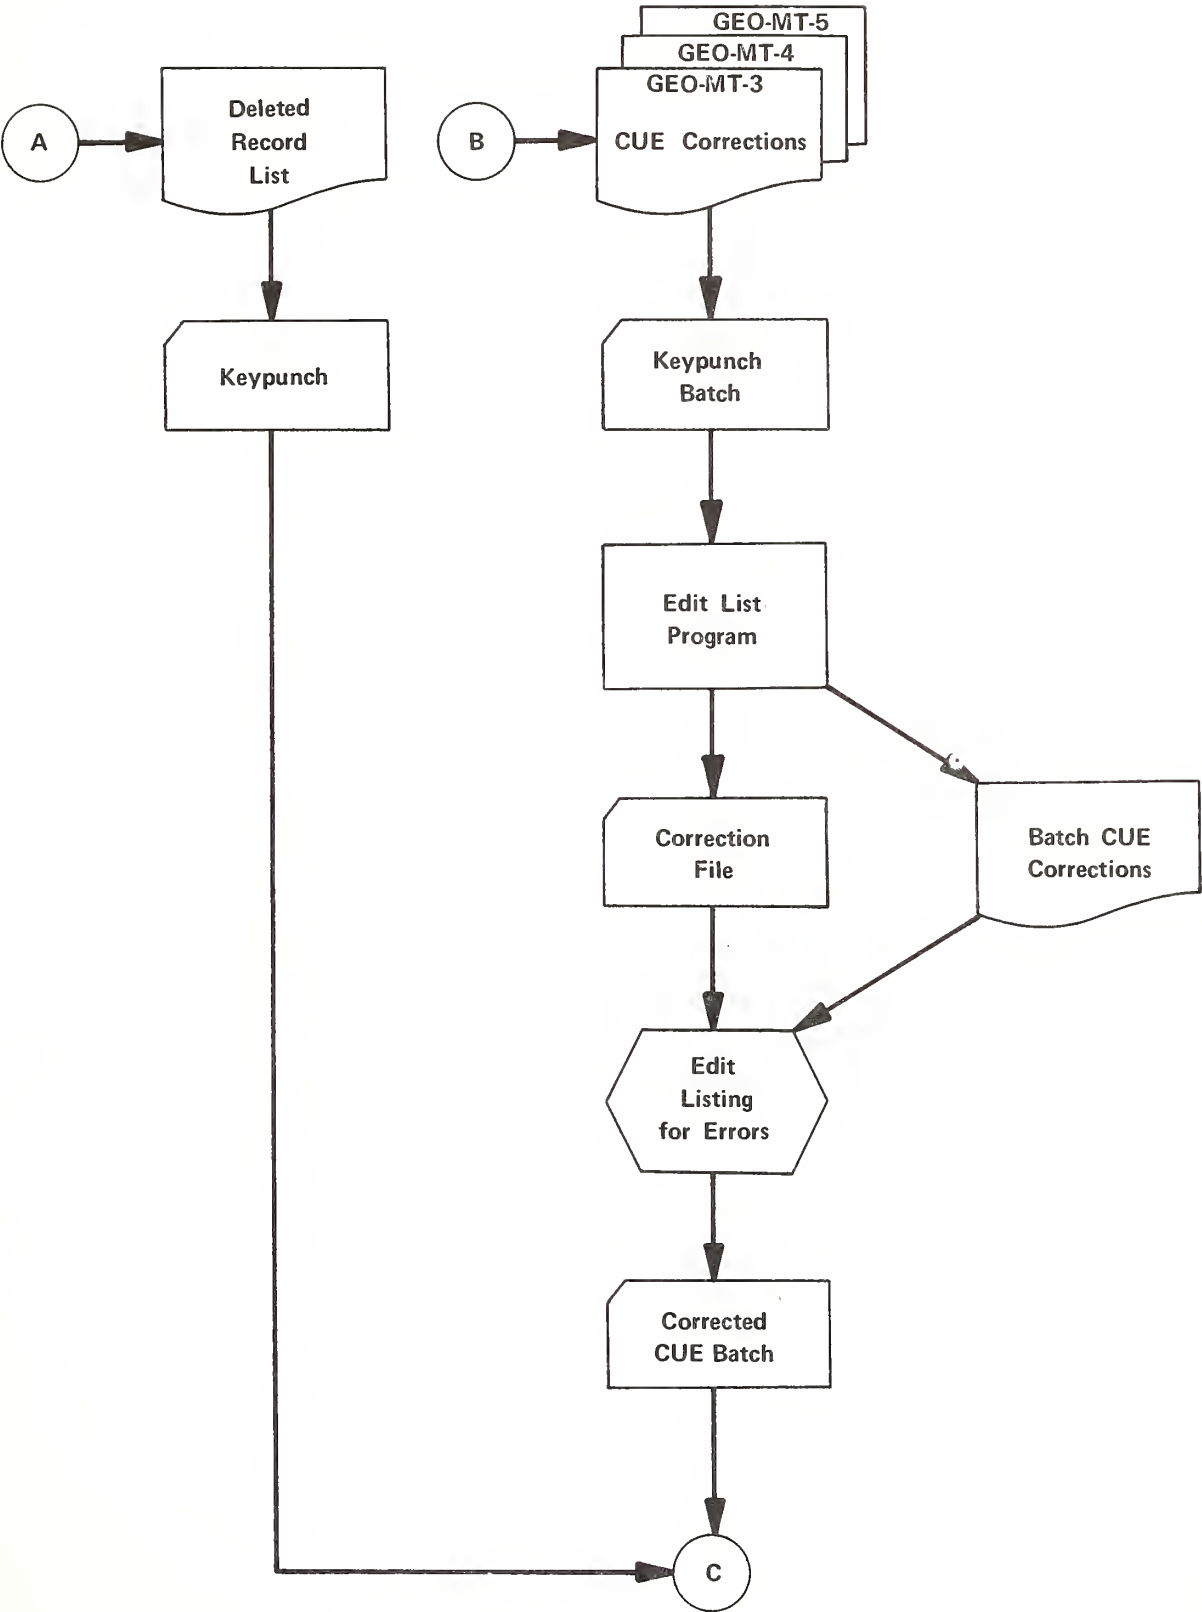 GEO-MT-5
GEO-MT-4
GEO-MT-3
A
Deleted
Record
List
B
CUE Corrections
Keypunch
Keypunch
Batch
Edit List
Program
Correction
File
Batch CUE
Corrections
Edit
Listing
for Errors
Corrected
CUE Batch
C